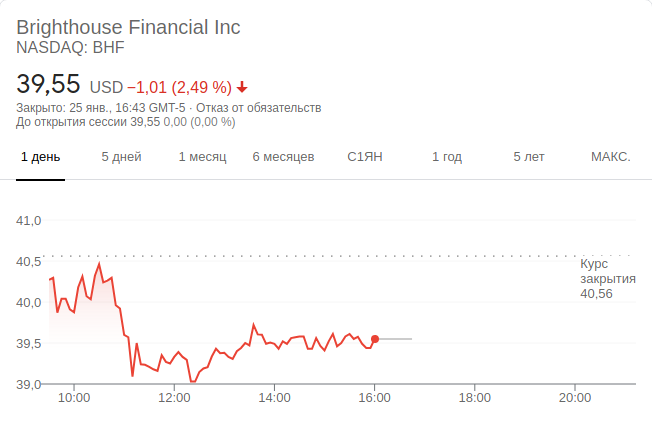 Brighthouse Financial Inc
NASDAQ: BHF
39,55 USD −1,01 (2,49 %)
Закрыто: 25 янв., 16:43 GMT-5 · Отказ от обязательств
До открытия сессии 39,55 0,00 (0,00 %)
1 день 5 дней 1 месяц 6 месяцев С1ЯН 1 год 5 лет МАКС.
41,0
40,5
Курс
закрытия
40,56
40,0
39,5
39,0
10:00 12:00 14:00 16:00 18:00 20:00